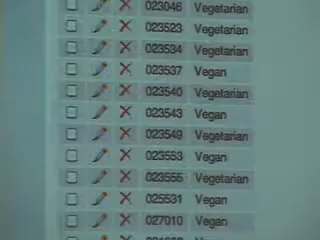 023046 Vegetarian
023523 Vegetarian
023534 Vegetarian
023537 Vegan
023540 Vegetarian
023543 Vegan
023549 Vegetarian
023553 Vegan
023555 Vegetarian
025531 Vegan
027010 Vegan